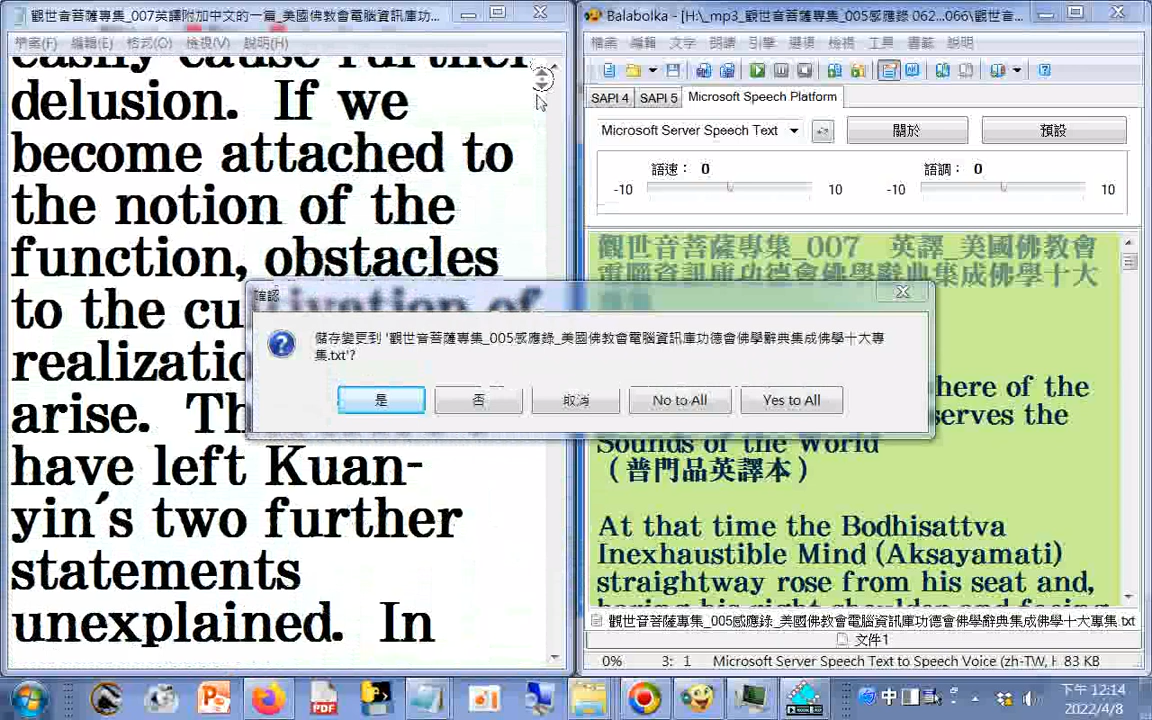 觀世音菩薩專集_007英譯附加中文的一篇_美國佛教會電腦資訊庫功...
檔案(F) 編輯(E) 格式(O) 檢視(V) 說明(H)
easily cause further
delusion. If we
become attached to
the notion of the
function, obstacles
to the cultivation of
arise.
have left Kuan-
yin's two further
statements
unexplained. In
Balabolka - [H:\_mp3_觀世音菩薩專集_005感應錄 062...066\觀世音...
檔案 編輯 文字 朗讀 引擎 選項 檢視 工具 書籤 說明
SAPI 4 SAPI 5 Microsoft Speech Platform
Microsoft Server Speech Text 關於 預設
語速： 0 語調： 0
-10 10 -10 10
觀世音菩薩專集_007 英譯_美國佛教會
電腦資訊庫功德會佛學辭典集成佛學十大
here of the
serves the
Sounds of the World
（普門品英譯本）
At that time the Bodhisattva
Inexhaustible Mind (Aksayamati)
straightway rose from his seat and,
baring his right shoulder and facing
確認
儲存變更到 '觀世音菩薩專集_005感應錄_美國佛教會電腦資訊庫功德會佛學辭典集成佛學十大專
集.txt'?
是 否 取消 No to All Yes to All
觀世音菩薩專集_005感應錄_美國佛教會電腦資訊庫功德會佛學辭典集成佛學十大專集.txt
文件1
0% 3: 1 Microsoft Server Speech Text to Speech Voice (zh-TW, H 83 KB
中
下午 12:14
2022/4/8